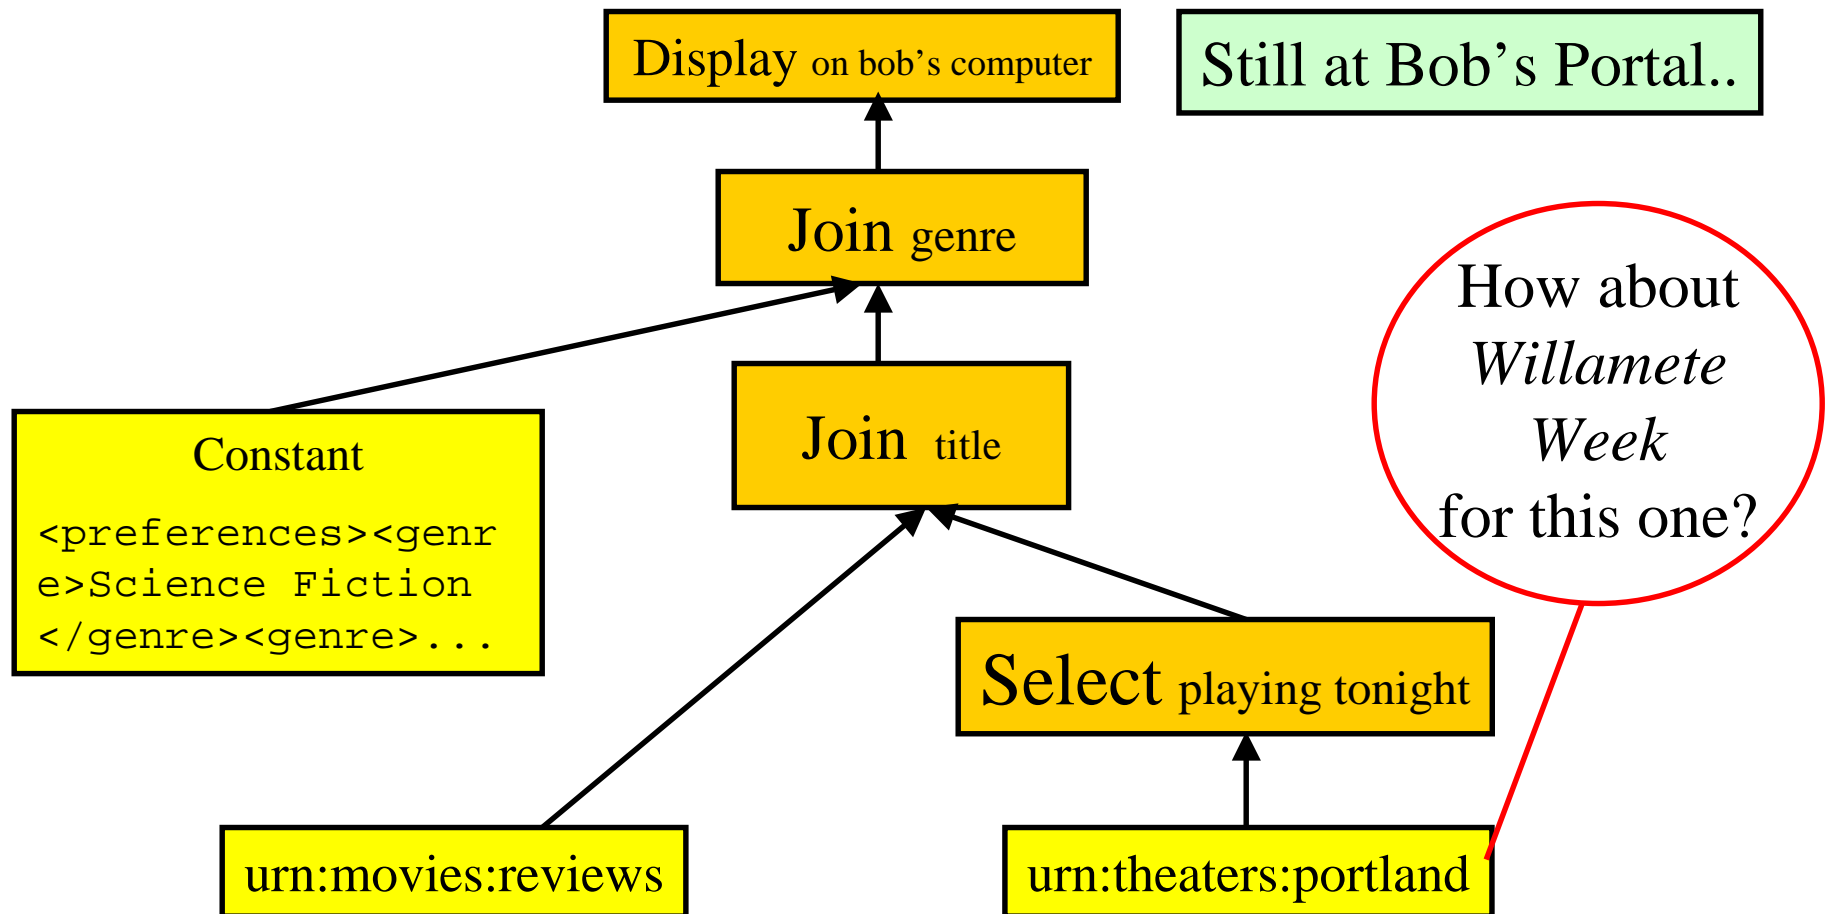 Display on bob's computer
Still at Bob's Portal..
Join genre
How about
Willamete
Week
for this one?
Join title
Constant
<preferences><genr
e>Science Fiction
</genre><genre>...
Select playing tonight
urn:movies:reviews
urn:theaters:portland